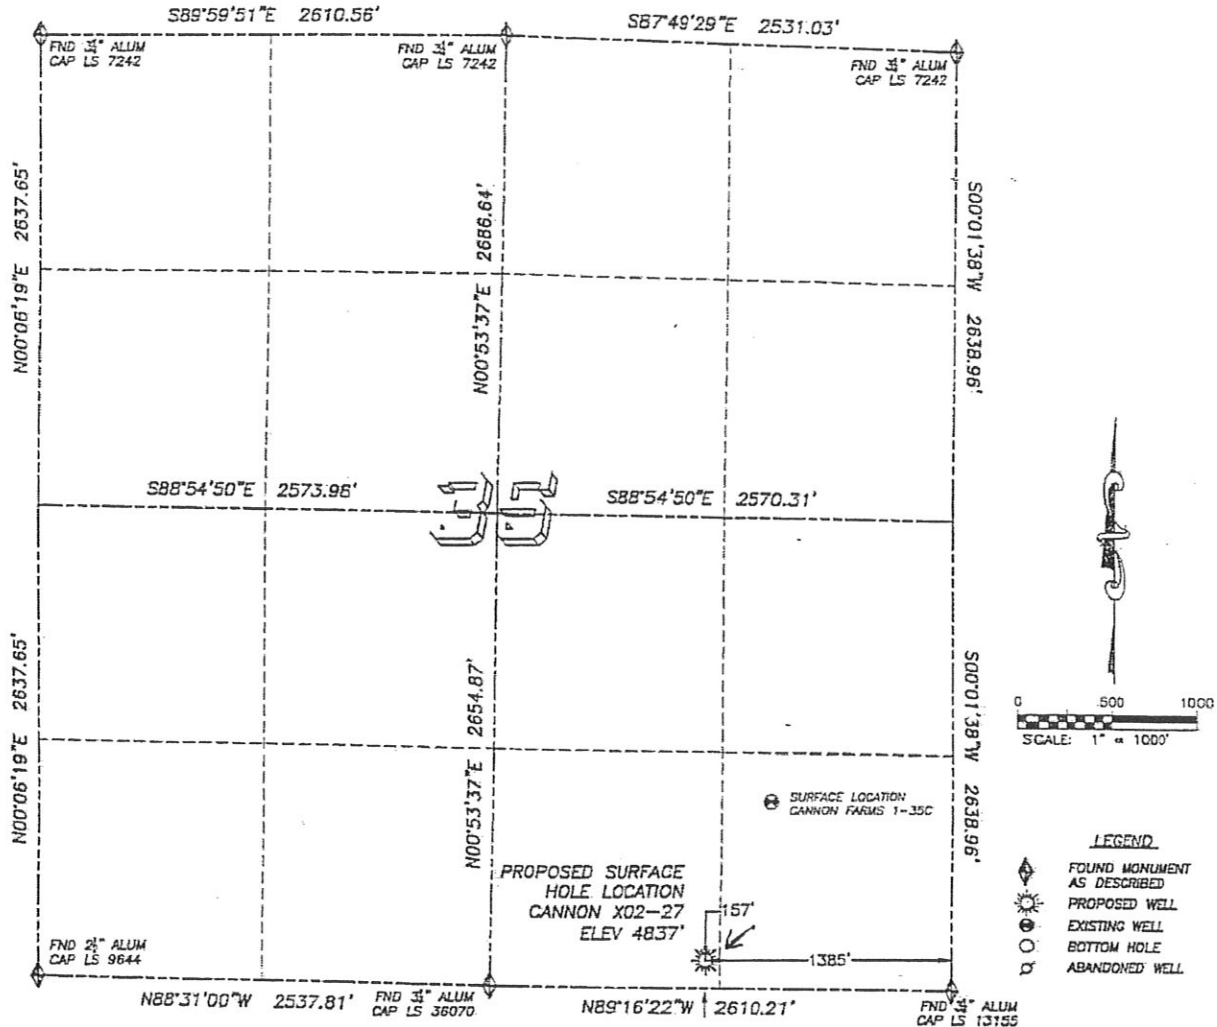 S89°59'51"E 2610.56'
S87°49'29"E 2531.03'
FND 3¼" ALUM
CAP LS 7242
FND 3¼" ALUM
CAP LS 7242
FND 3¼" ALUM
CAP LS 7242
N00°06'19"E 2637.65'
2686.64'
N00°53'37"E
S00°01'38"W 2638.96'
S88°54'50"E 2573.96'
35
S88°54'50"E 2570.31'
N00°06'19"E 2637.65'
N00°53'37"E 2654.87'
S00°01'38"W 2638.96'
0 500 1000
SCALE: 1" = 1000'
SURFACE LOCATION
CANNON FARMS 1-35C
PROPOSED SURFACE
HOLE LOCATION
CANNON X02-27
ELEV 4837'
157'
1385'
LEGEND
FOUND MONUMENT
AS DESCRIBED
PROPOSED WELL
EXISTING WELL
BOTTOM HOLE
ABANDONED WELL
FND 2½" ALUM
CAP LS 9644
N88°31'00"W 2537.81'
FND 3¼" ALUM
CAP LS 36070
N89°16'22"W 2610.21'
FND 3¼" ALUM
CAP LS 13155